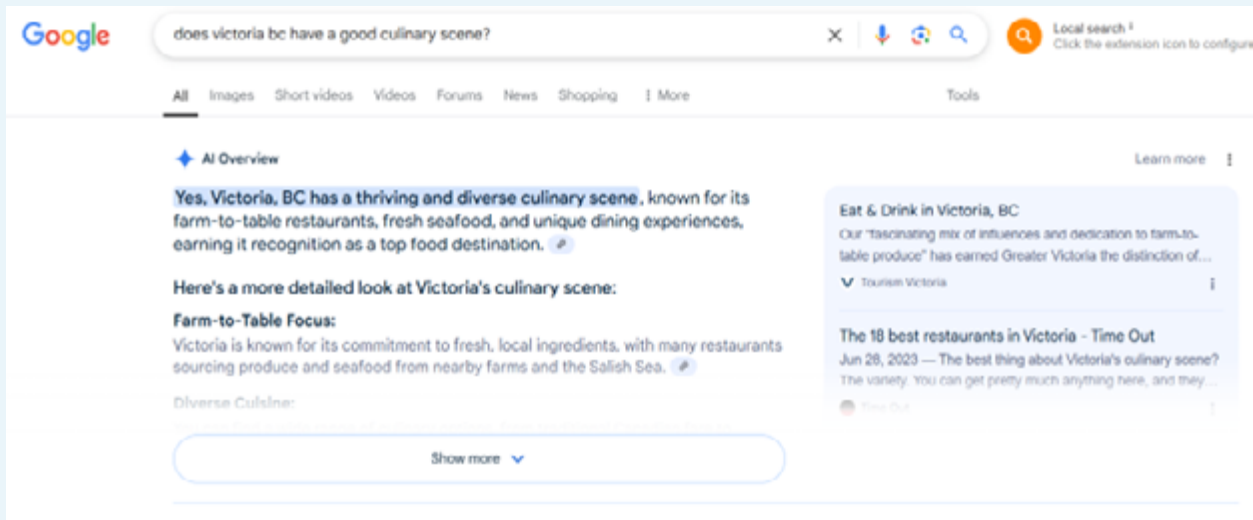 Google
does victoria bc have a good culinary scene?
Local search
Click the extension icon to configure
All Images Short videos Videos Forums News Shopping More Tools
AI Overview
Learn more
Yes, Victoria, BC has a thriving and diverse culinary scene, known for its
farm-to-table restaurants, fresh seafood, and unique dining experiences,
earning it recognition as a top food destination.
Here's a more detailed look at Victoria's culinary scene:
Farm-to-Table Focus:
Victoria is known for its commitment to fresh, local ingredients, with many restaurants
sourcing produce and seafood from nearby farms and the Salish Sea.
Diverse Cuisine:
Show more
Eat & Drink in Victoria, BC
Our "fascinating mix of influences and dedication to farm-to-
table produce" has earned Greater Victoria the distinction of...
Tourism Victoria
The 18 best restaurants in Victoria - Time Out
Jun 28, 2023 — The best thing about Victoria's culinary scene?
The variety. You can get pretty much anything here, and they...
Time Out